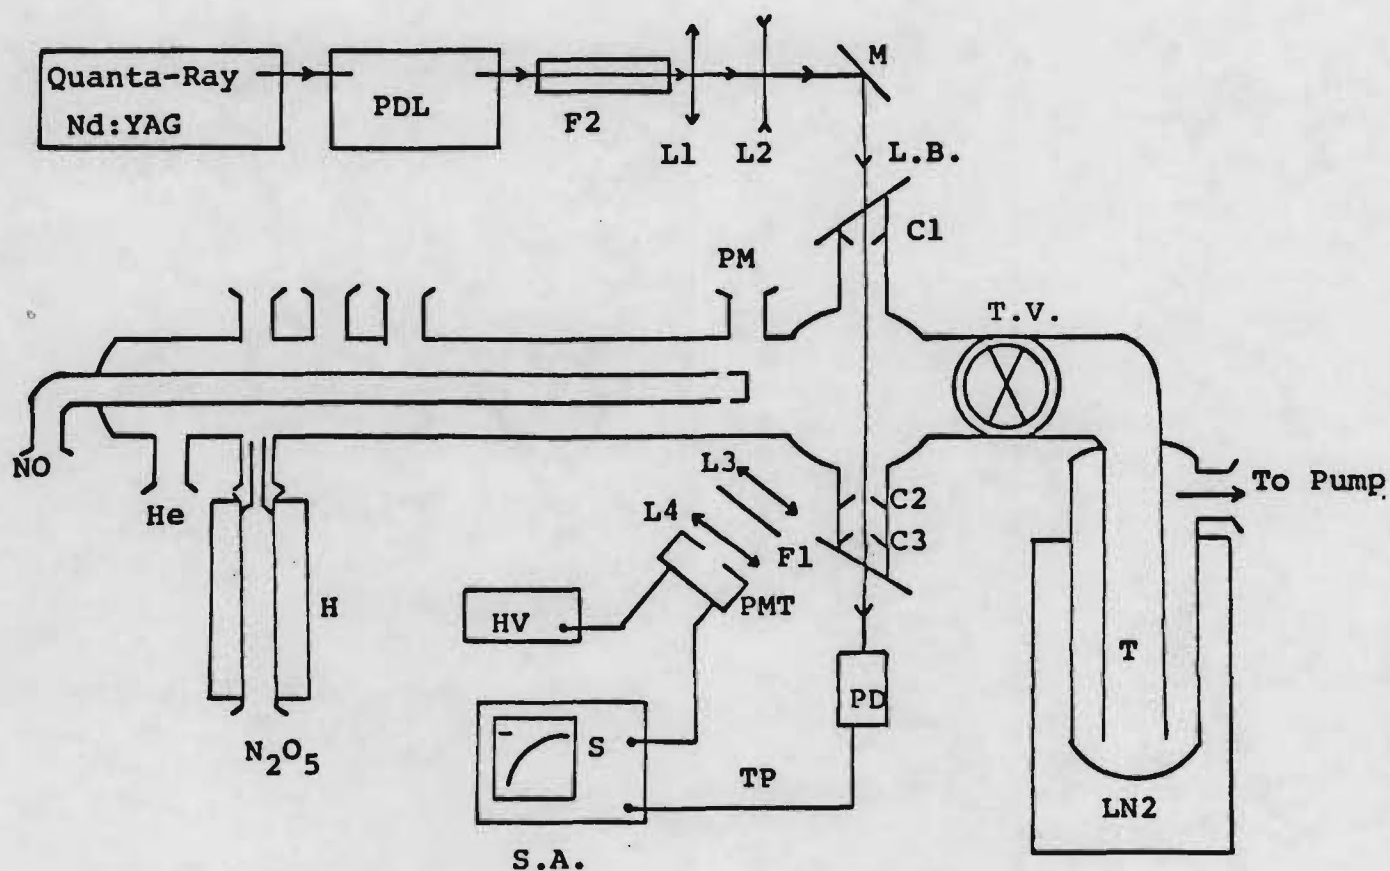 Quanta-Ray
Nd:YAG
PDL
F2
L1
L2
M
L.B.
C1
PM
T.V.
NO
He
H
N₂O₅
L3
L4
F1
C2
C3
PMT
HV
To Pump
T
PD
S
TP
LN2
S.A.